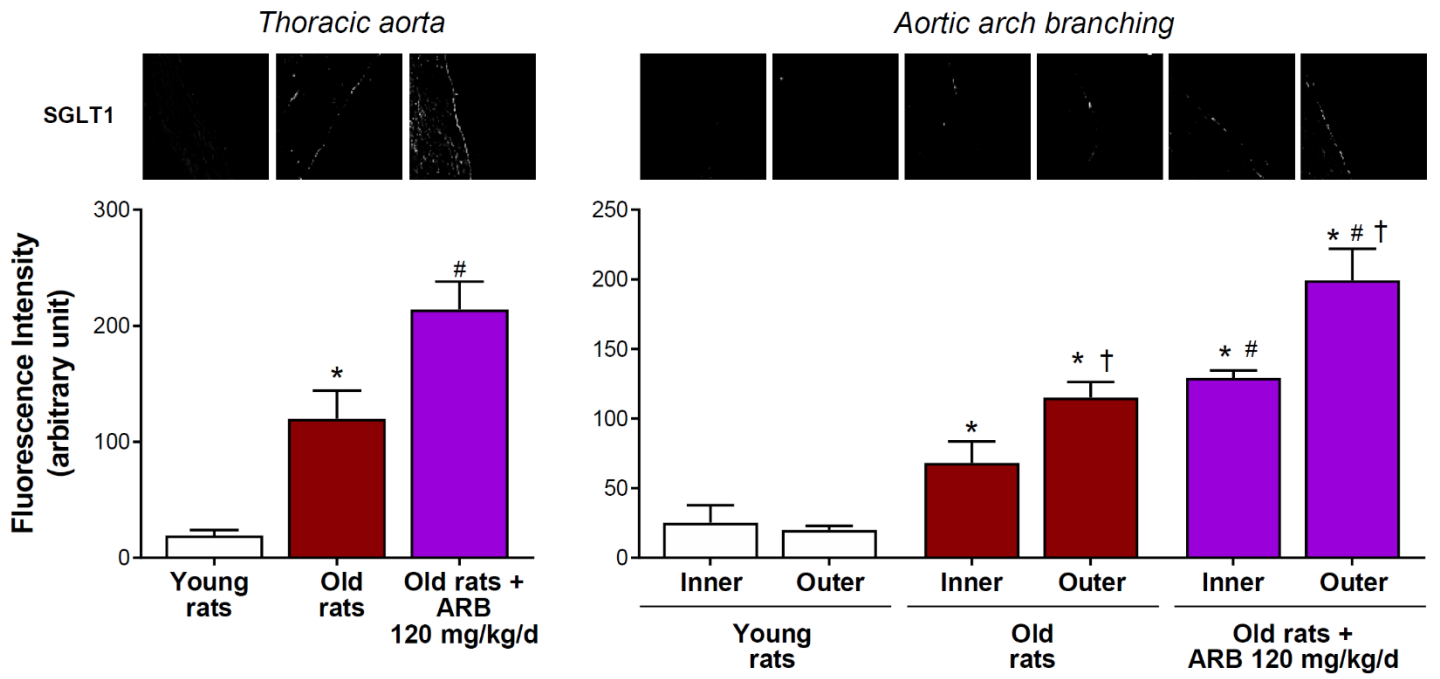 Thoracic aorta
Aortic arch branching
SGLT1
Fluorescence Intensity
(arbitrary unit)
300
200
100
0
#
*
Young
rats
Old
rats
Old rats +
ARB
120 mg/kg/d
250
200
150
100
50
0
* # †
* #
* †
*
Inner
Outer
Inner
Outer
Inner
Outer
Young
rats
Old
rats
Old rats +
ARB 120 mg/kg/d